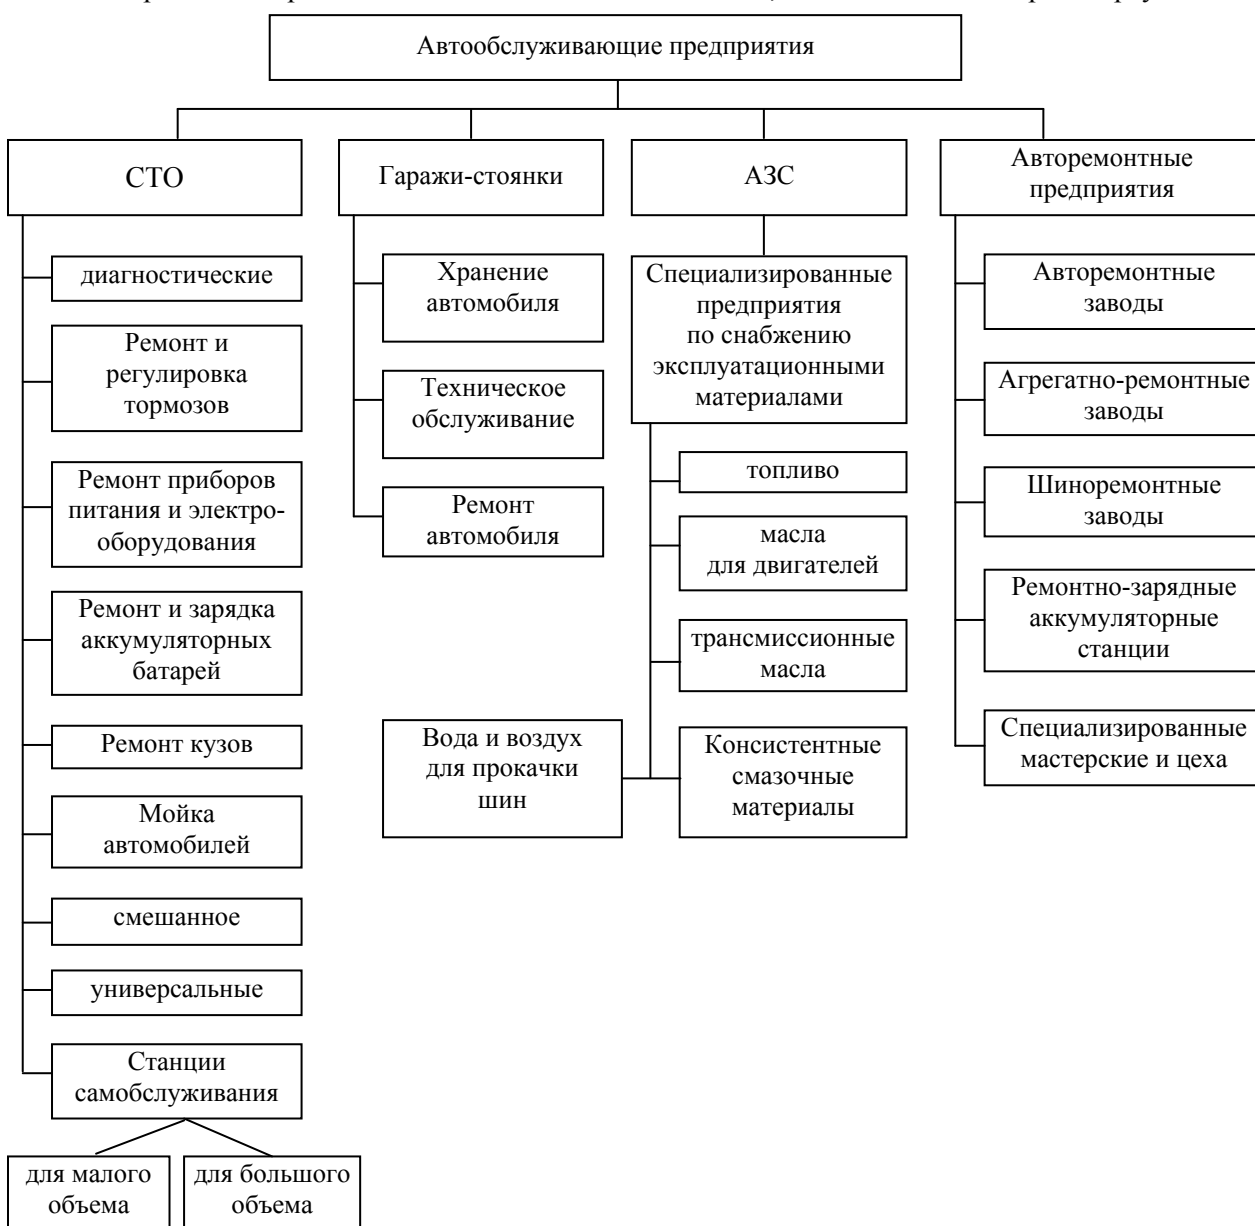 Автообслуживающие предприятия
СТО
Гаражи-стоянки
АЗС
Авторемонтные
предприятия
диагностические
Ремонт и
регулировка
тормозов
Ремонт приборов
питания и электро-
оборудования
Ремонт и зарядка
аккумуляторных
батарей
Ремонт кузов
Мойка
автомобилей
смешанное
универсальные
Станции
самобслуживания
для малого
объема
для большого
объема
Хранение
автомобиля
Техническое
обслуживание
Ремонт
автомобиля
Специализированные
предприятия
по снабжению
эксплуатационными
материалами
топливо
масла
для двигателей
трансмиссионные
масла
Вода и воздух
для прокачки
шин
Консистентные
смазочные
материалы
Авторемонтные
заводы
Агрегатно-ремонтные
заводы
Шиноремонтные
заводы
Ремонтно-зарядные
аккумуляторные
станции
Специализированные
мастерские и цеха